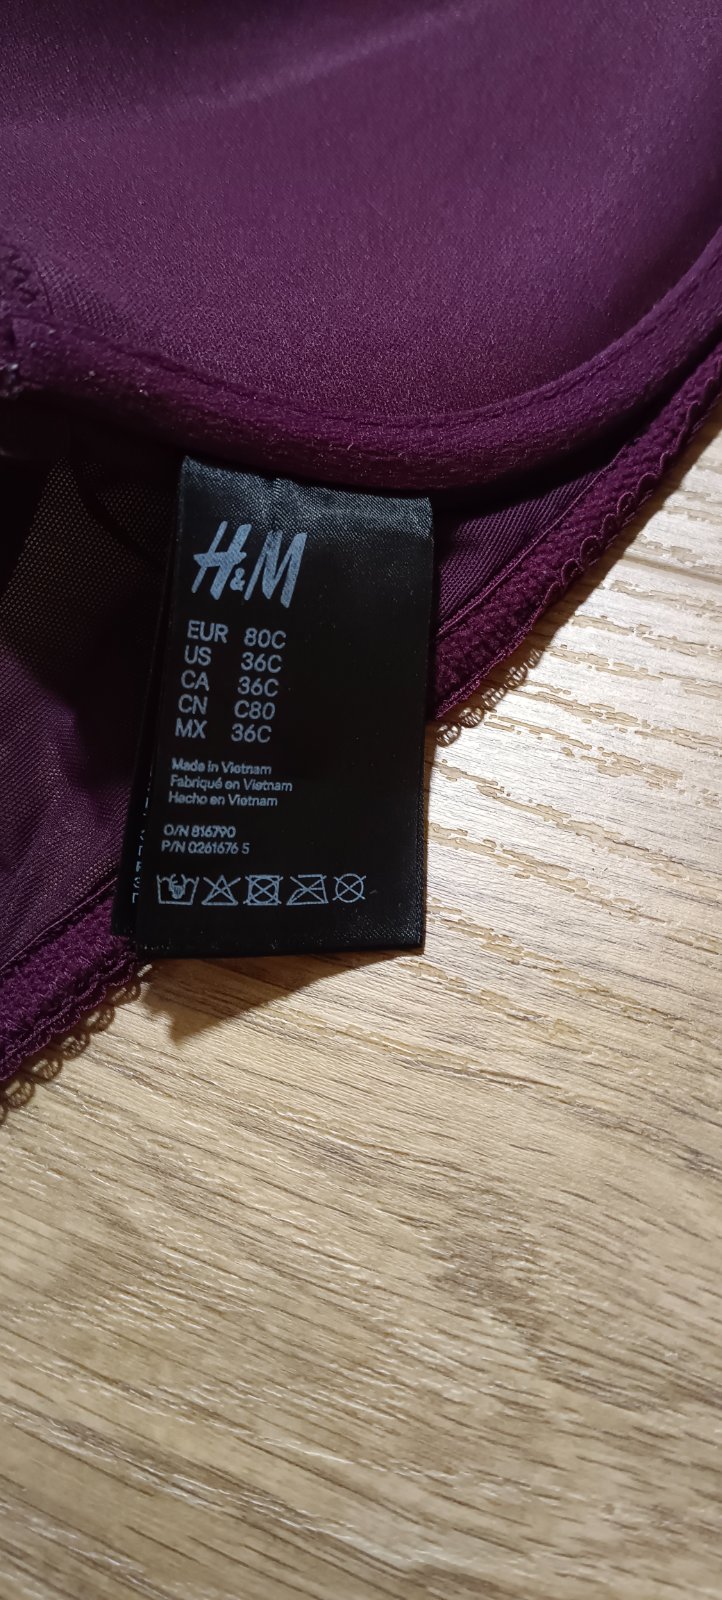 H&M
EUR 80C
US 36C
CA 36C
CN C80
MX 36C
Made in Vietnam
Fabriqué en Vietnam
Hecho en Vietnam
O/N 816790
P/N 0261676 5